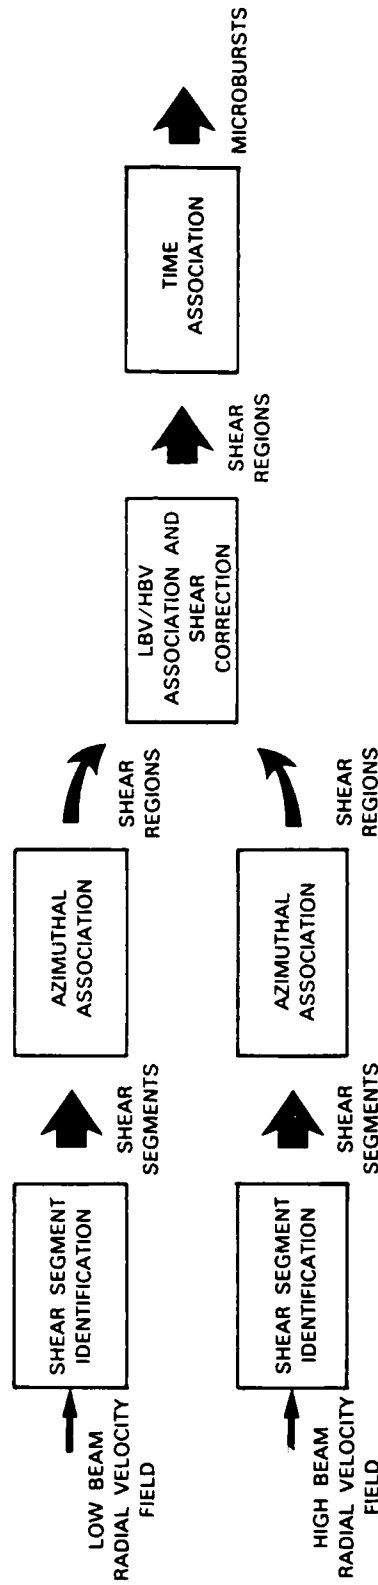 LOW BEAM
RADIAL VELOCITY
FIELD
SHEAR SEGMENT
IDENTIFICATION
SHEAR
SEGMENTS
AZIMUTHAL
ASSOCIATION
SHEAR
REGIONS
HIGH BEAM
RADIAL VELOCITY
FIELD
SHEAR SEGMENT
IDENTIFICATION
SHEAR
SEGMENTS
AZIMUTHAL
ASSOCIATION
SHEAR
REGIONS
LBV/HBV
ASSOCIATION AND
SHEAR
CORRECTION
SHEAR
REGIONS
TIME
ASSOCIATION
MICROBURSTS